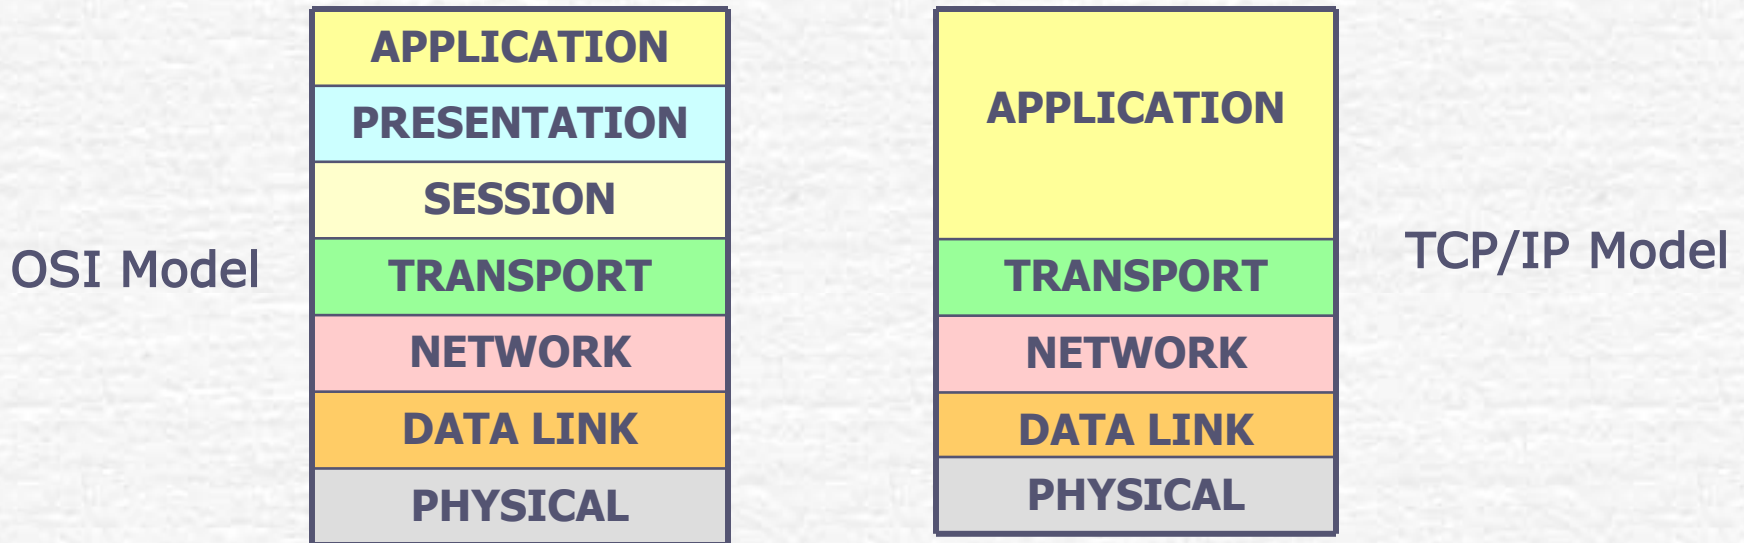 OSI Model
APPLICATION
PRESENTATION
SESSION
TRANSPORT
NETWORK
DATA LINK
PHYSICAL
APPLICATION
TRANSPORT
NETWORK
DATA LINK
PHYSICAL
TCP/IP Model